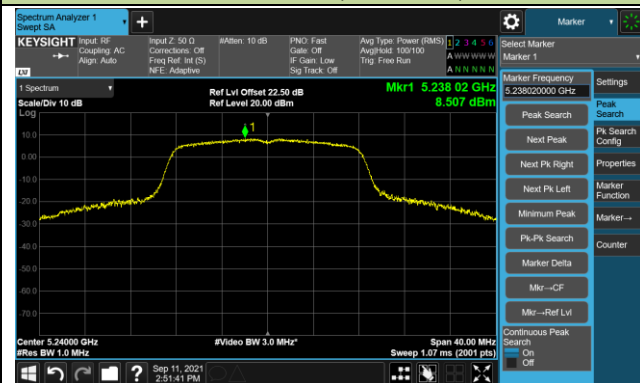 Spectrum Analyzer 1
Swept SA
Marker
KEYSIGHT
Input: RF
Coupling: AC
Align: Auto
Input Z: 50 Ω
Corrections: Off
Freq Ref: Int (S)
NFE: Adaptive
#Atten: 10 dB
PNO: Fast
Gate: Off
IF Gain: Low
Sig Track: Off
Avg Type: Power (RMS)
Avg|Hold: 100/100
Trig: Free Run
1 2 3 4 5 6
A W W W W W
A N N N N N
LXI
Select Marker
Marker 1
1 Spectrum
Scale/Div 10 dB
Log
Ref Lvl Offset 22.50 dB
Ref Level 20.00 dBm
Mkr1 5.238 02 GHz
8.507 dBm
1
10.0
0.00
-10.0
-20.0
-30.0
-40.0
-50.0
-60.0
-70.0
Center 5.24000 GHz
#Res BW 1.0 MHz
#Video BW 3.0 MHz*
Span 40.00 MHz
Sweep 1.07 ms (2001 pts)
Marker Frequency
5.238020000 GHz
Peak Search
Next Peak
Next Pk Right
Next Pk Left
Minimum Peak
Pk-Pk Search
Marker Delta
Mkr→CF
Mkr→Ref Lvl
Continuous Peak
Search
On
Off
Settings
Peak
Search
Pk Search
Config
Properties
Marker
Function
Marker→
Counter
?
Sep 11, 2021
2:51:41 PM